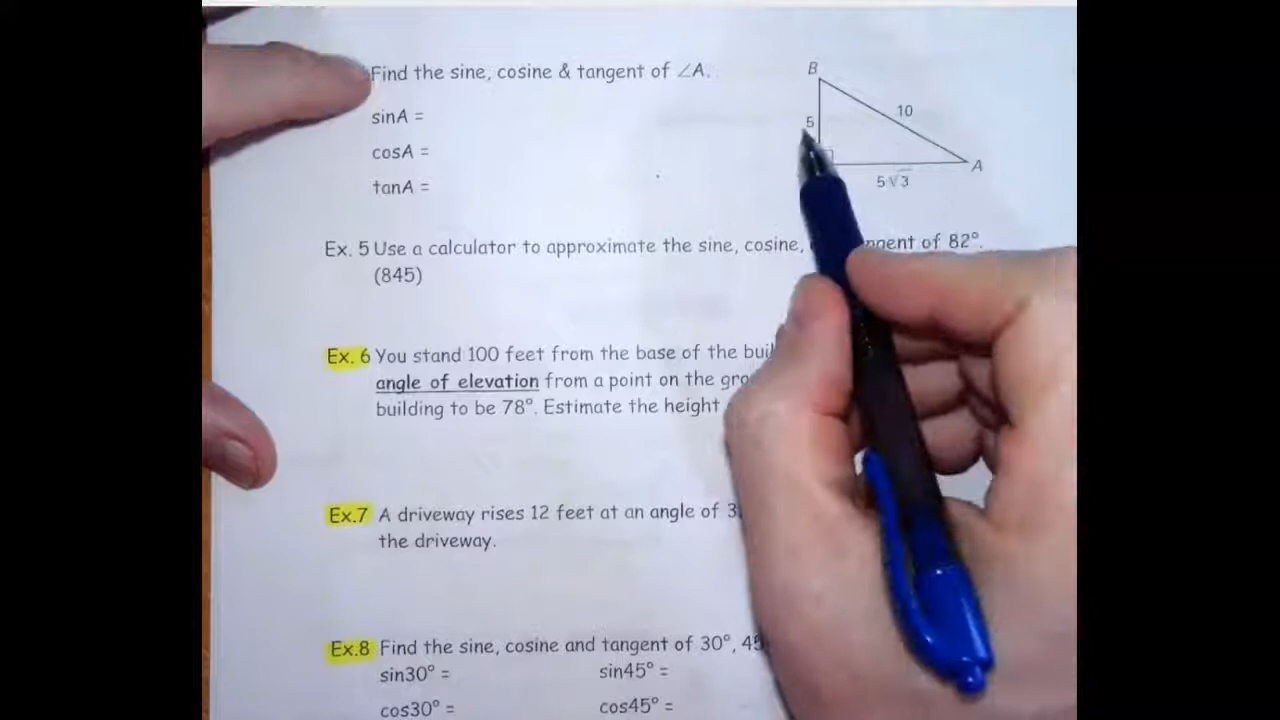 Find the sine, cosine & tangent of ∠A.
sinA =
cosA =
tanA =
B
10
5
A
5√3
Ex. 5 Use a calculator to approximate the sine, cosine, of 82°.
(845)
Ex. 6 You stand 100 feet from the base of the
angle of elevation from a point on the
building to be 78°. Estimate the height
Ex.7 A driveway rises 12 feet at an angle of
the driveway.
Ex.8 Find the sine, cosine and tangent of 30°,
sin30° = sin45° =
cos30° = cos45° =